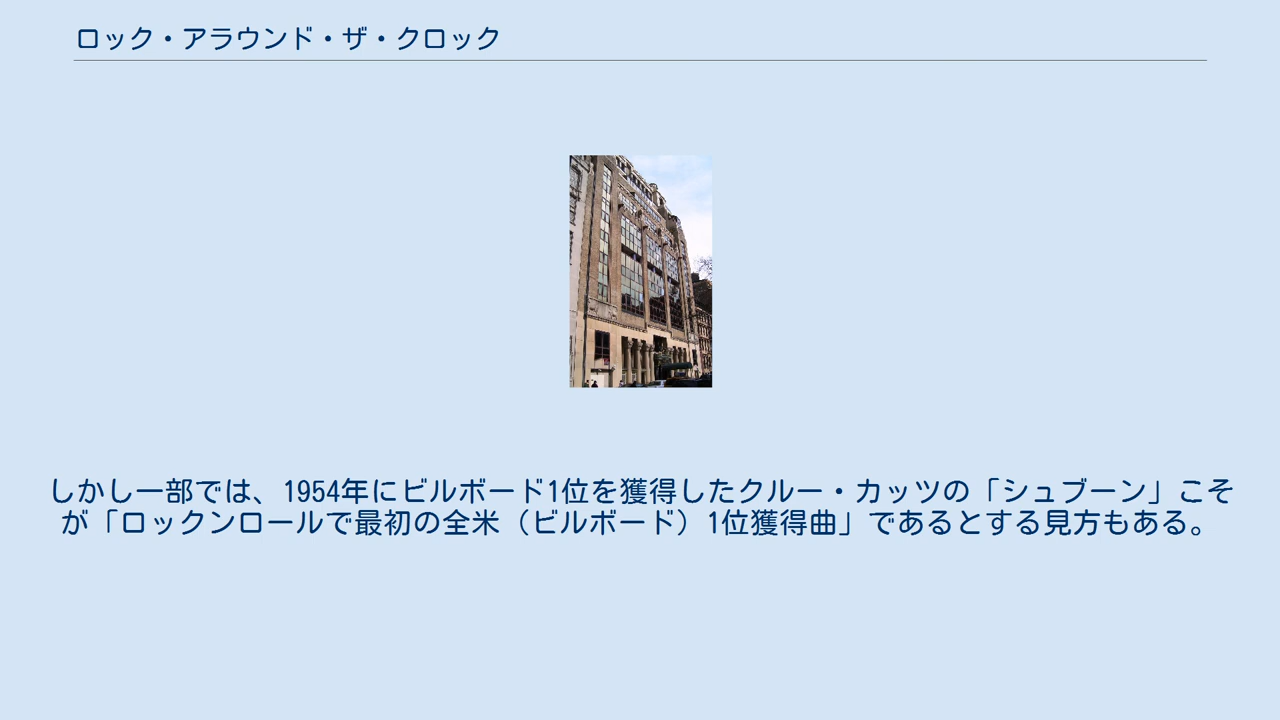 ロック・アラウンド・ザ・クロック
しかし一部では、1954年にビルボード1位を獲得したクルー・カッツの「シュブーン」こそ
が「ロックンロールで最初の全米（ビルボード）1位獲得曲」であるとする見方もある。